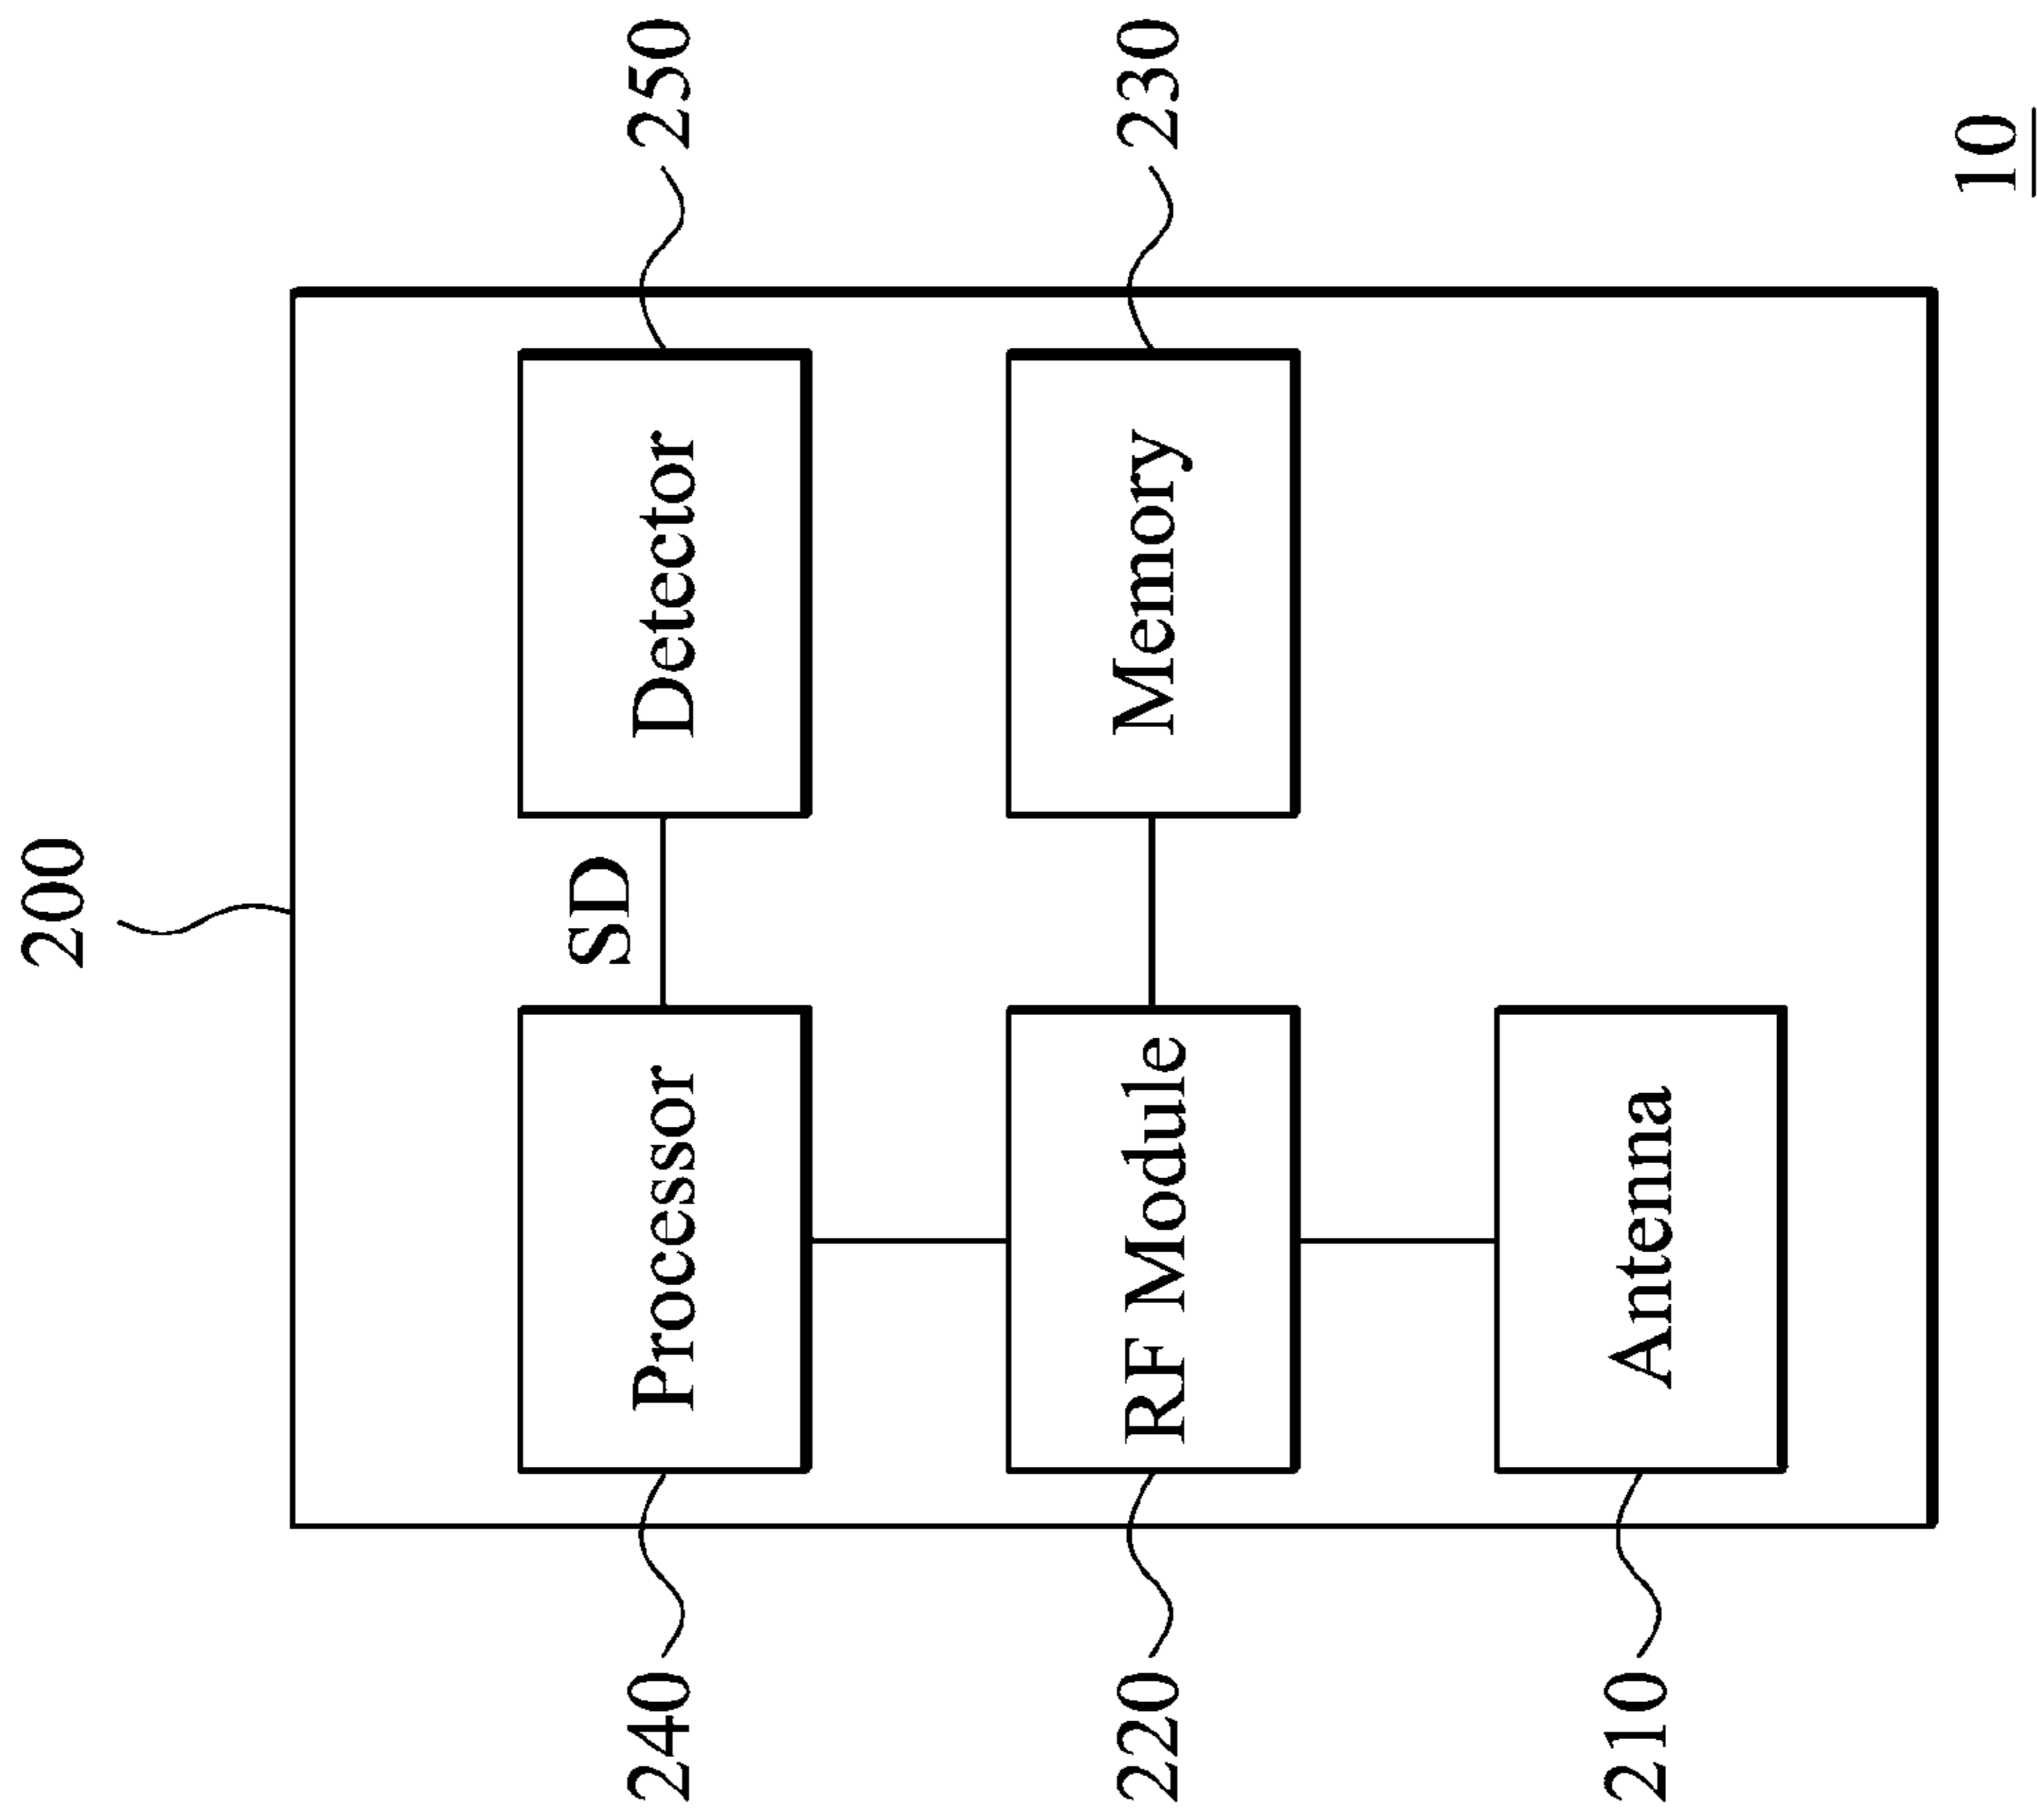 200
240
Processor
SD
Detector
250
220
RF Module
Memory
230
210
Antenna
10